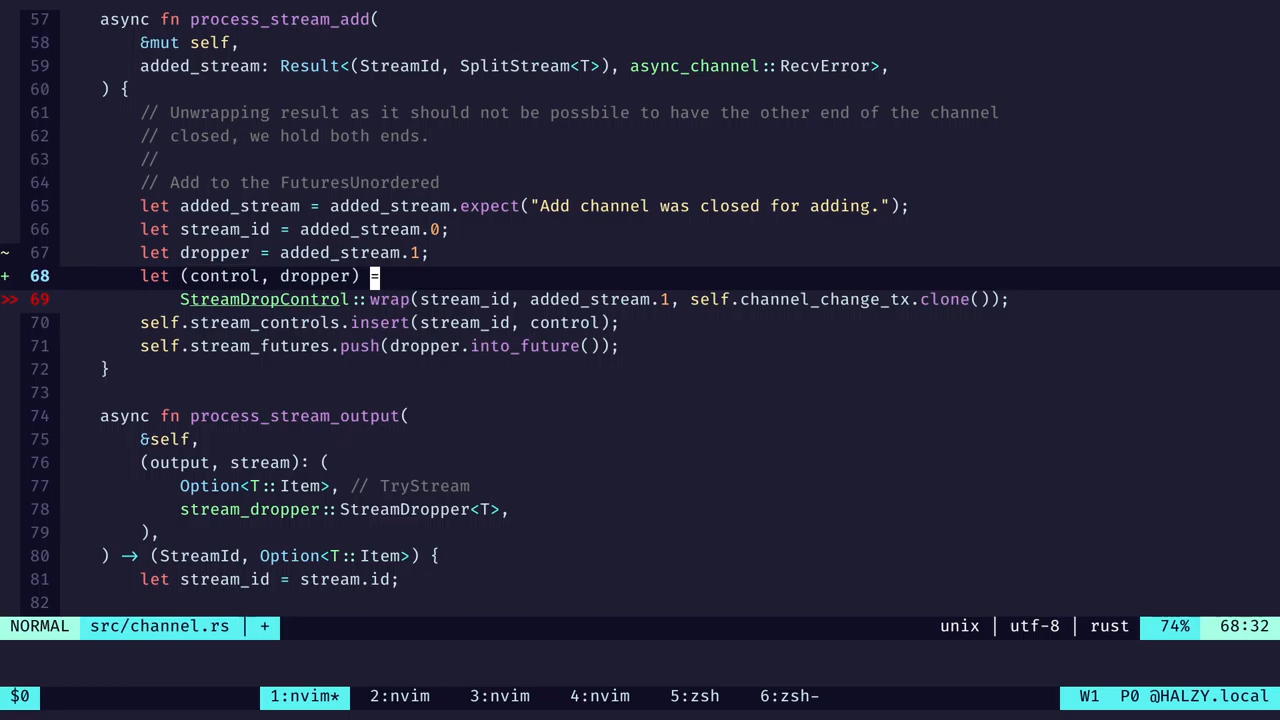 57 async fn process_stream_add(
58 &mut self,
59 added_stream: Result<(StreamId, SplitStream<T>), async_channel::RecvError>,
60 ) {
61 // Unwrapping result as it should not be possbile to have the other end of the channel
62 // closed, we hold both ends.
63 //
64 // Add to the FuturesUnordered
65 let added_stream = added_stream.expect("Add channel was closed for adding.");
66 let stream_id = added_stream.0;
~ 67 let dropper = added_stream.1;
+ 68 let (control, dropper) =
>> 69 StreamDropControl::wrap(stream_id, added_stream.1, self.channel_change_tx.clone());
70 self.stream_controls.insert(stream_id, control);
71 self.stream_futures.push(dropper.into_future());
72 }
73
74 async fn process_stream_output(
75 &self,
76 (output, stream): (
77 Option<T::Item>, // TryStream
78 stream_dropper::StreamDropper<T>,
79 ),
80 ) -> (StreamId, Option<T::Item>) {
81 let stream_id = stream.id;
82
NORMAL src/channel.rs | + unix | utf-8 | rust 74% 68:32
$0 1:nvim* 2:nvim 3:nvim 4:nvim 5:zsh 6:zsh- W1 P0 @HALZY.local